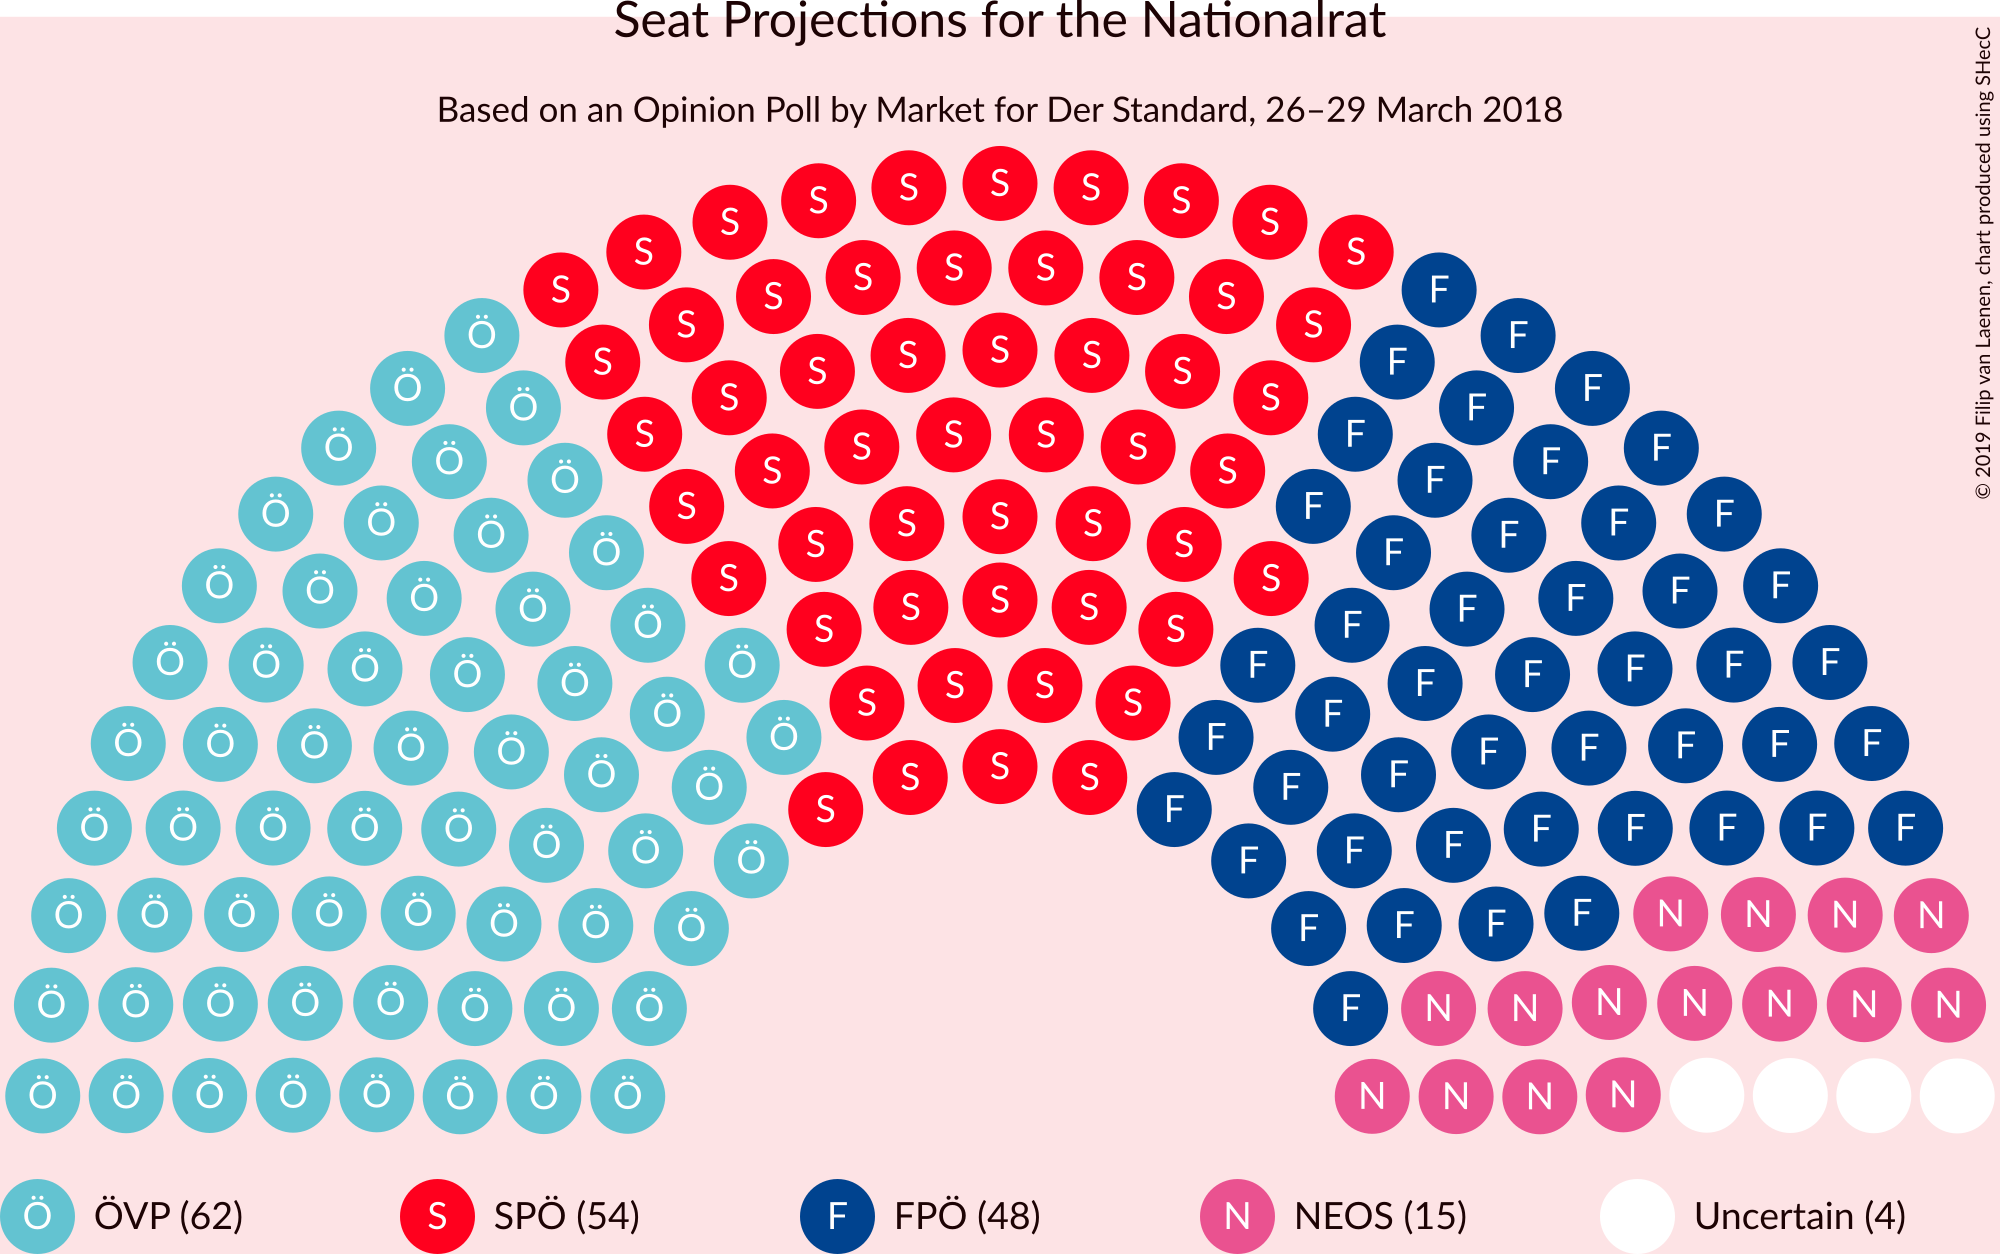 Seat Projections for the Nationalrat
Based on an Opinion Poll by Market for Der Standard, 26–29 March 2018
© 2019 Filip van Laenen, chart produced using SHecC
S S S S S S S S S S
Ö S S S S S S S S F
Ö Ö S S S S S S S F F
Ö Ö Ö S S S S S S F F F
Ö Ö Ö Ö S S S S S S F F F F
Ö Ö Ö Ö Ö S S S S S F F F F F
Ö Ö Ö Ö Ö Ö S S S S F F F F F F
Ö Ö Ö Ö Ö Ö Ö S S S S F F F F F F F
Ö Ö Ö Ö Ö Ö Ö Ö F F F F F F F F
Ö Ö Ö Ö Ö Ö Ö Ö F F F F N N N N
Ö Ö Ö Ö Ö Ö Ö Ö F N N N N N N N
Ö Ö Ö Ö Ö Ö Ö Ö N N N N
Ö ÖVP (62) S SPÖ (54) F FPÖ (48) N NEOS (15) Uncertain (4)